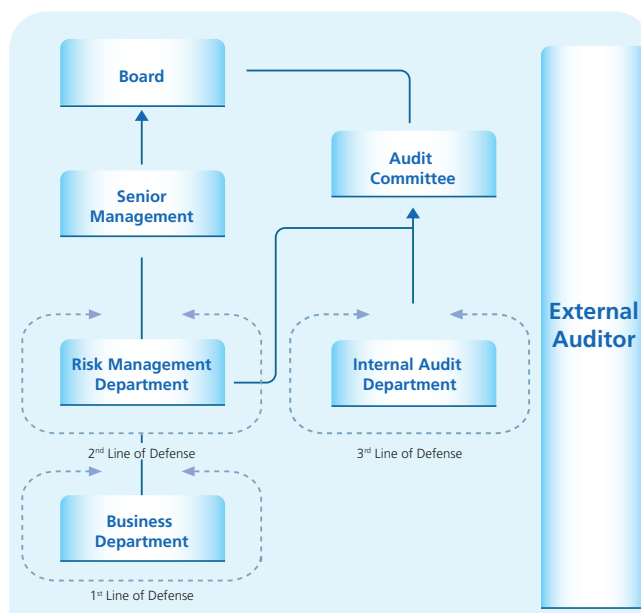 Board
Audit
Committee
Senior
Management
External
Auditor
Risk Management
Department
Internal Audit
Department
2nd Line of Defense
3rd Line of Defense
Business
Department
1st Line of Defense